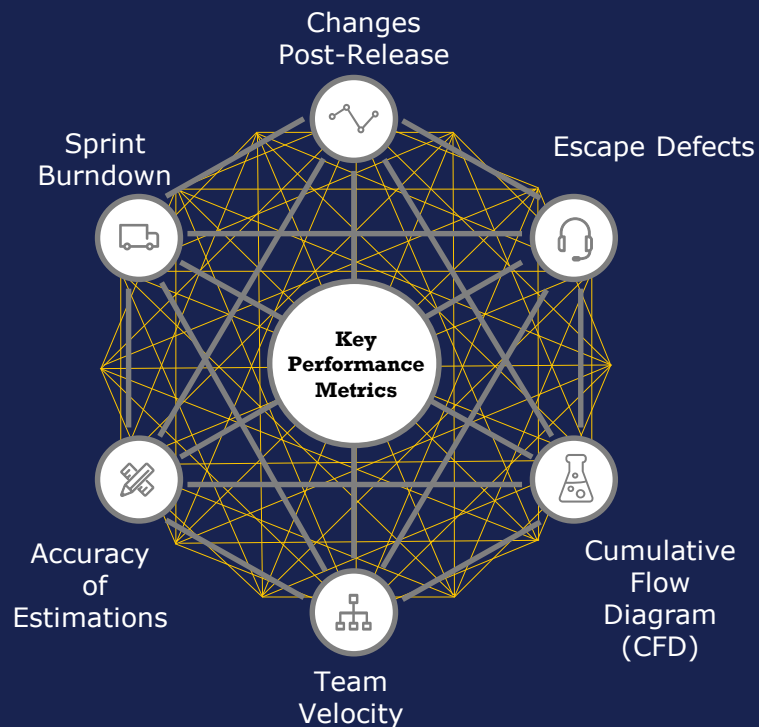 Changes
Post-Release
Sprint
Burndown
Escape Defects
Key
Performance
Metrics
Accuracy
of
Estimations
Cumulative
Flow
Diagram
(CFD)
Team
Velocity